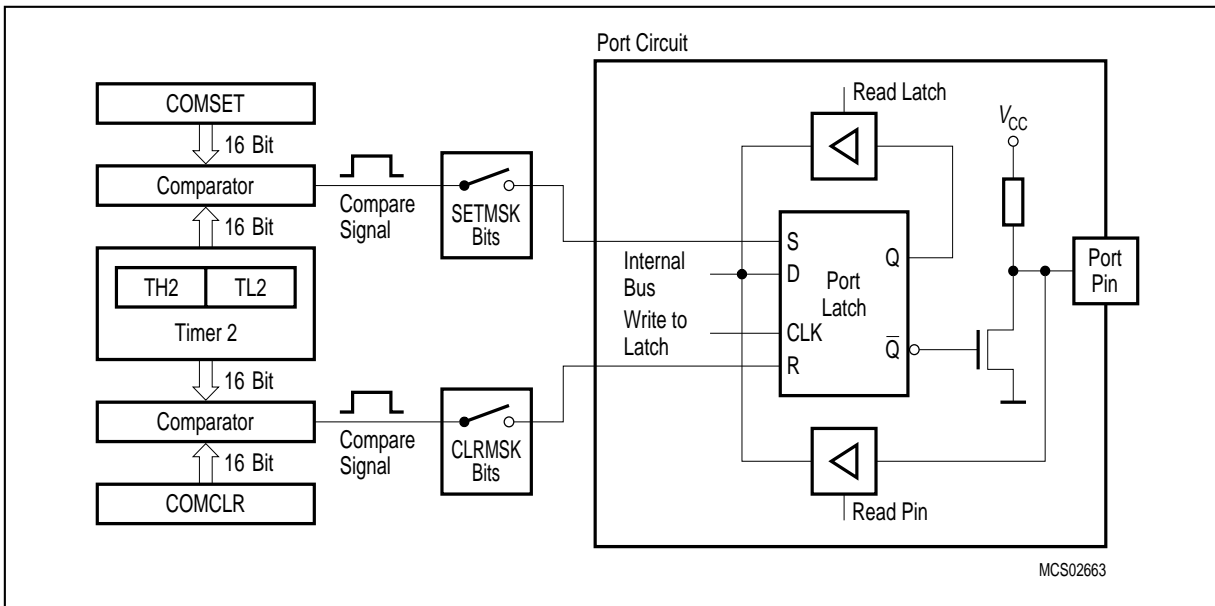 Port Circuit
COMSET
16 Bit
Comparator
16 Bit
TH2 TL2
Timer 2
16 Bit
Comparator
16 Bit
COMCLR
Compare
Signal
SETMSK
Bits
Compare
Signal
CLRMSK
Bits
Read Latch
VCC
Internal
Bus
Write to
Latch
S
D
CLK
R
Port
Latch
Q
Q̅
Port
Pin
Read Pin
MCS02663